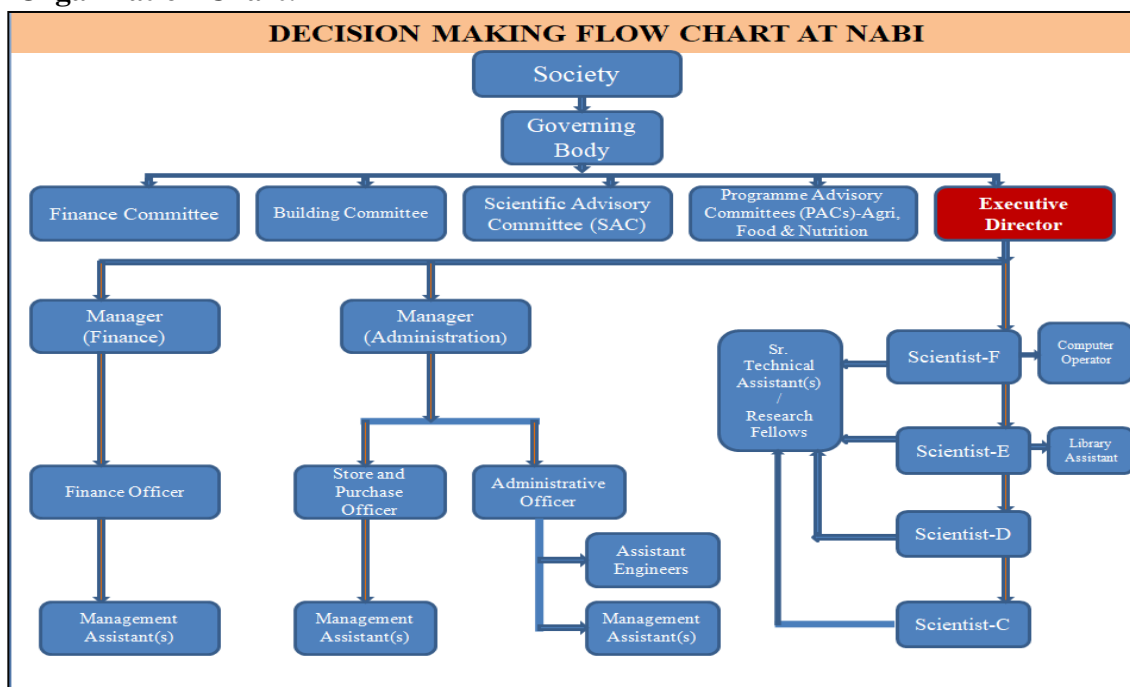 DECISION MAKING FLOW CHART AT NABI
Society
Governing
Body
Finance Committee
Building Committee
Scientific Advisory
Committee (SAC)
Programme Advisory
Committees (PACs)-Agri,
Food & Nutrition
Executive
Director
Manager
(Finance)
Manager
(Administration)
Sr.
Technical
Assistant(s)
/
Research
Fellows
Scientist-F
Computer
Operator
Scientist-E
Library
Assistant
Finance Officer
Store and
Purchase
Officer
Administrative
Officer
Scientist-D
Assistant
Engineers
Management
Assistant(s)
Management
Assistant(s)
Management
Assistant(s)
Scientist-C